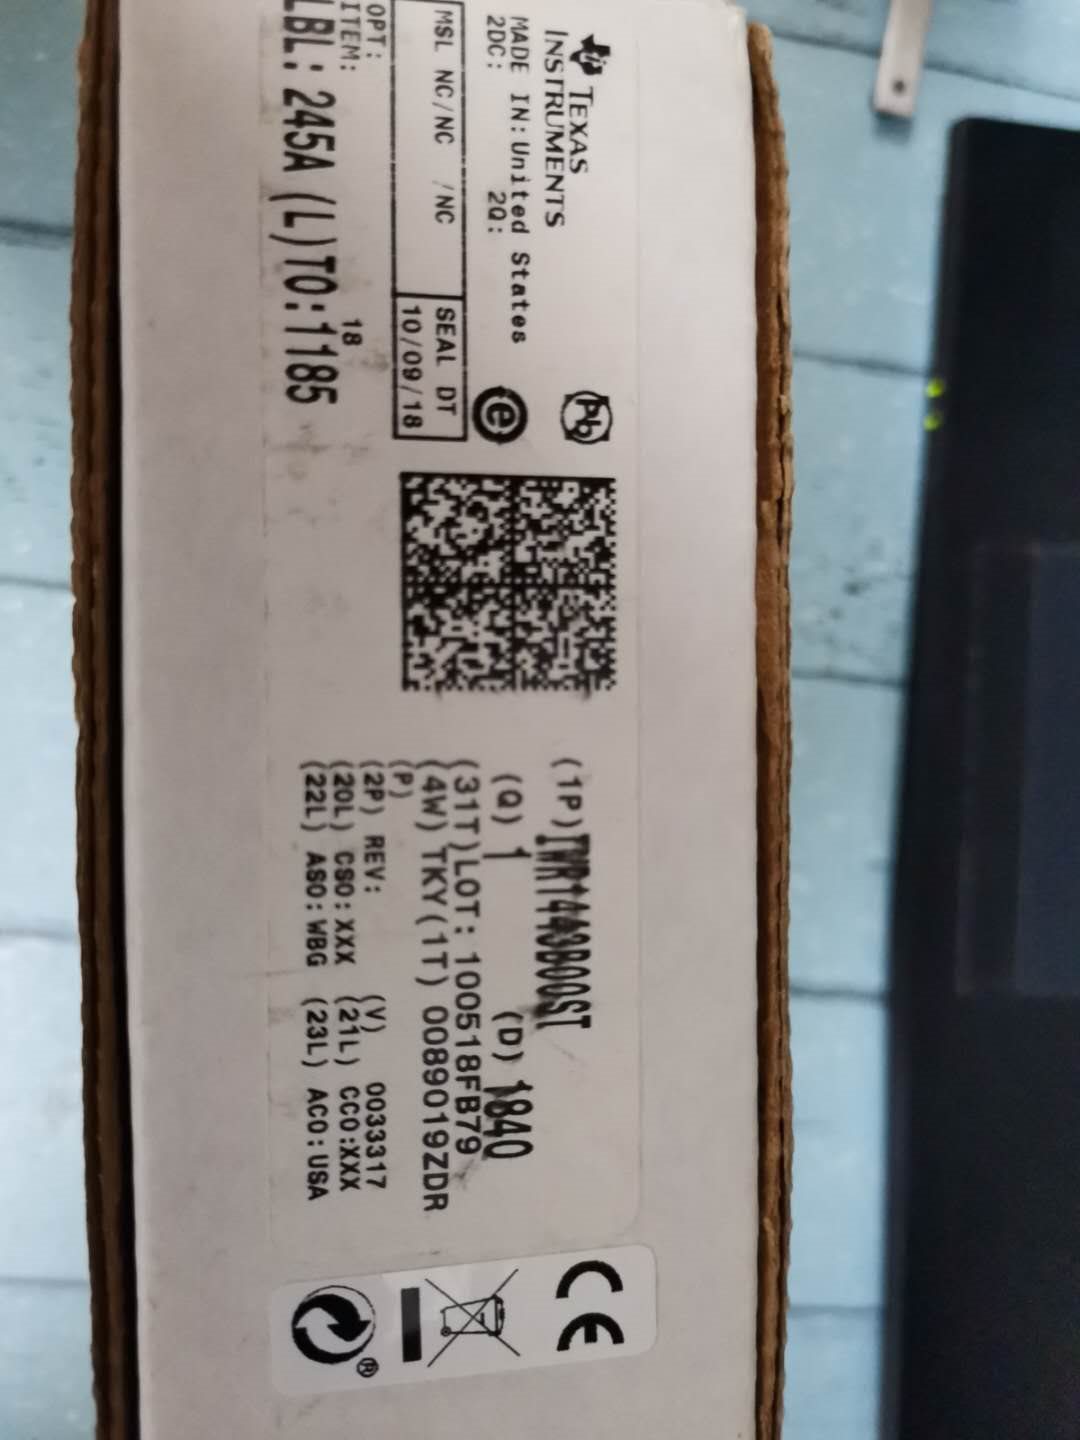 TEXAS
INSTRUMENTS
MADE IN: United States
2DC: 2Q:
MSL NC/NC /NC
SEAL DT
10/09/18
OPT:
ITEM: 18
LBL: 245A (L)TO:1185
e
Pb
(1P) IWR1443BOOST
(Q) 1 (D) 1840
(31T)LOT: 100518FB79
(4W) TKY(1T) 0089019ZDR
(P)
(2P) REV: (V) 0033317
(20L) CSO: XXX (21L) CCO:XXX
(22L) ASO: WBG (23L) ACO: USA
CE
®